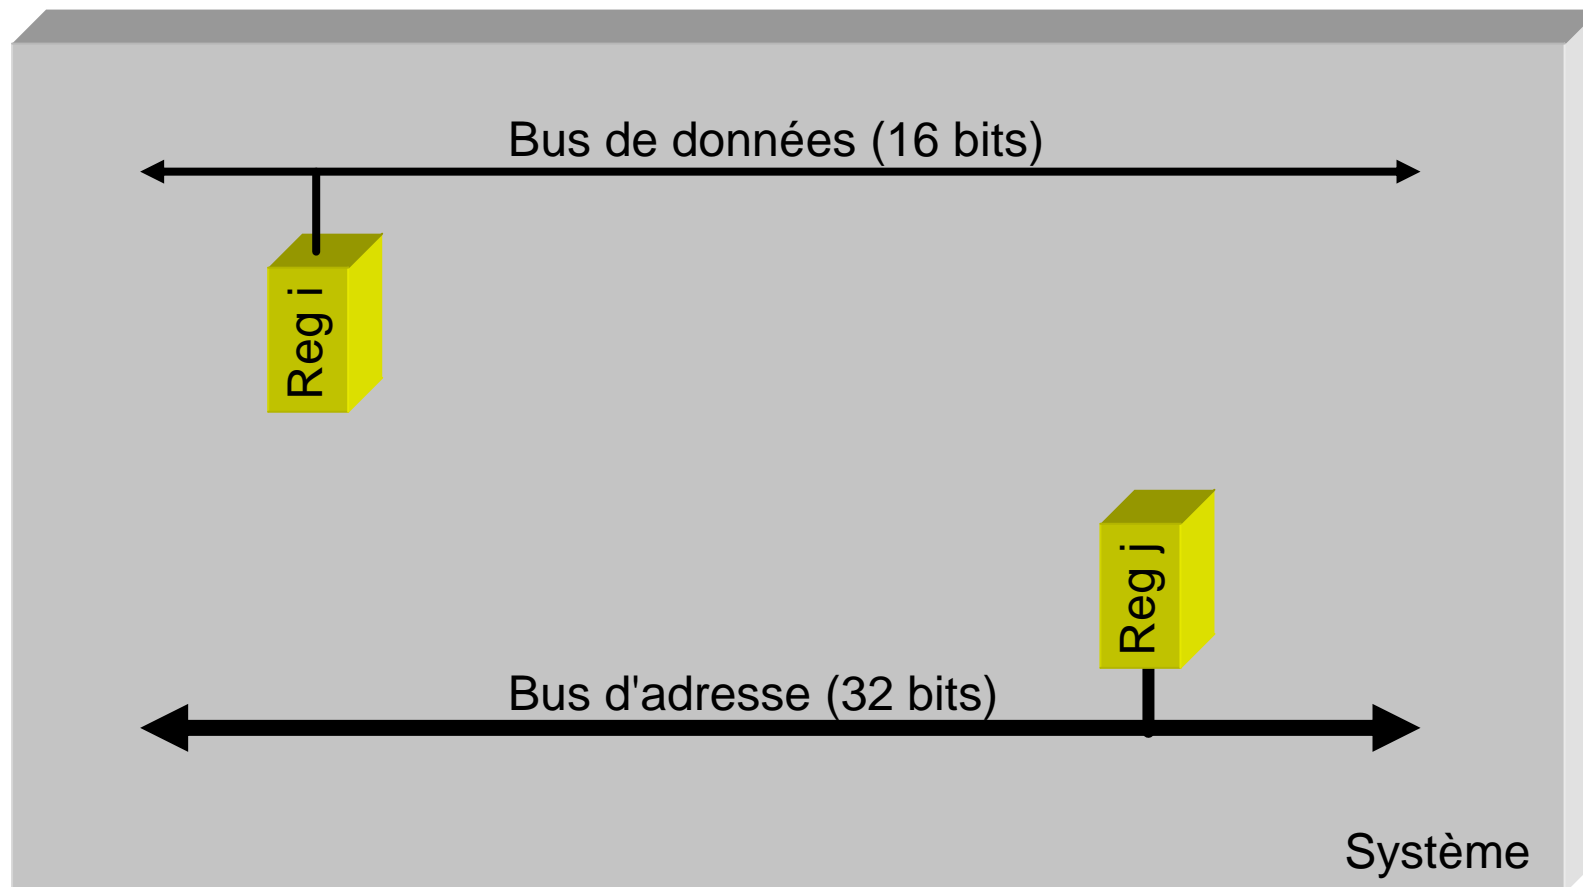 Bus de données (16 bits)
Reg i
Reg j
Bus d'adresse (32 bits)
Système